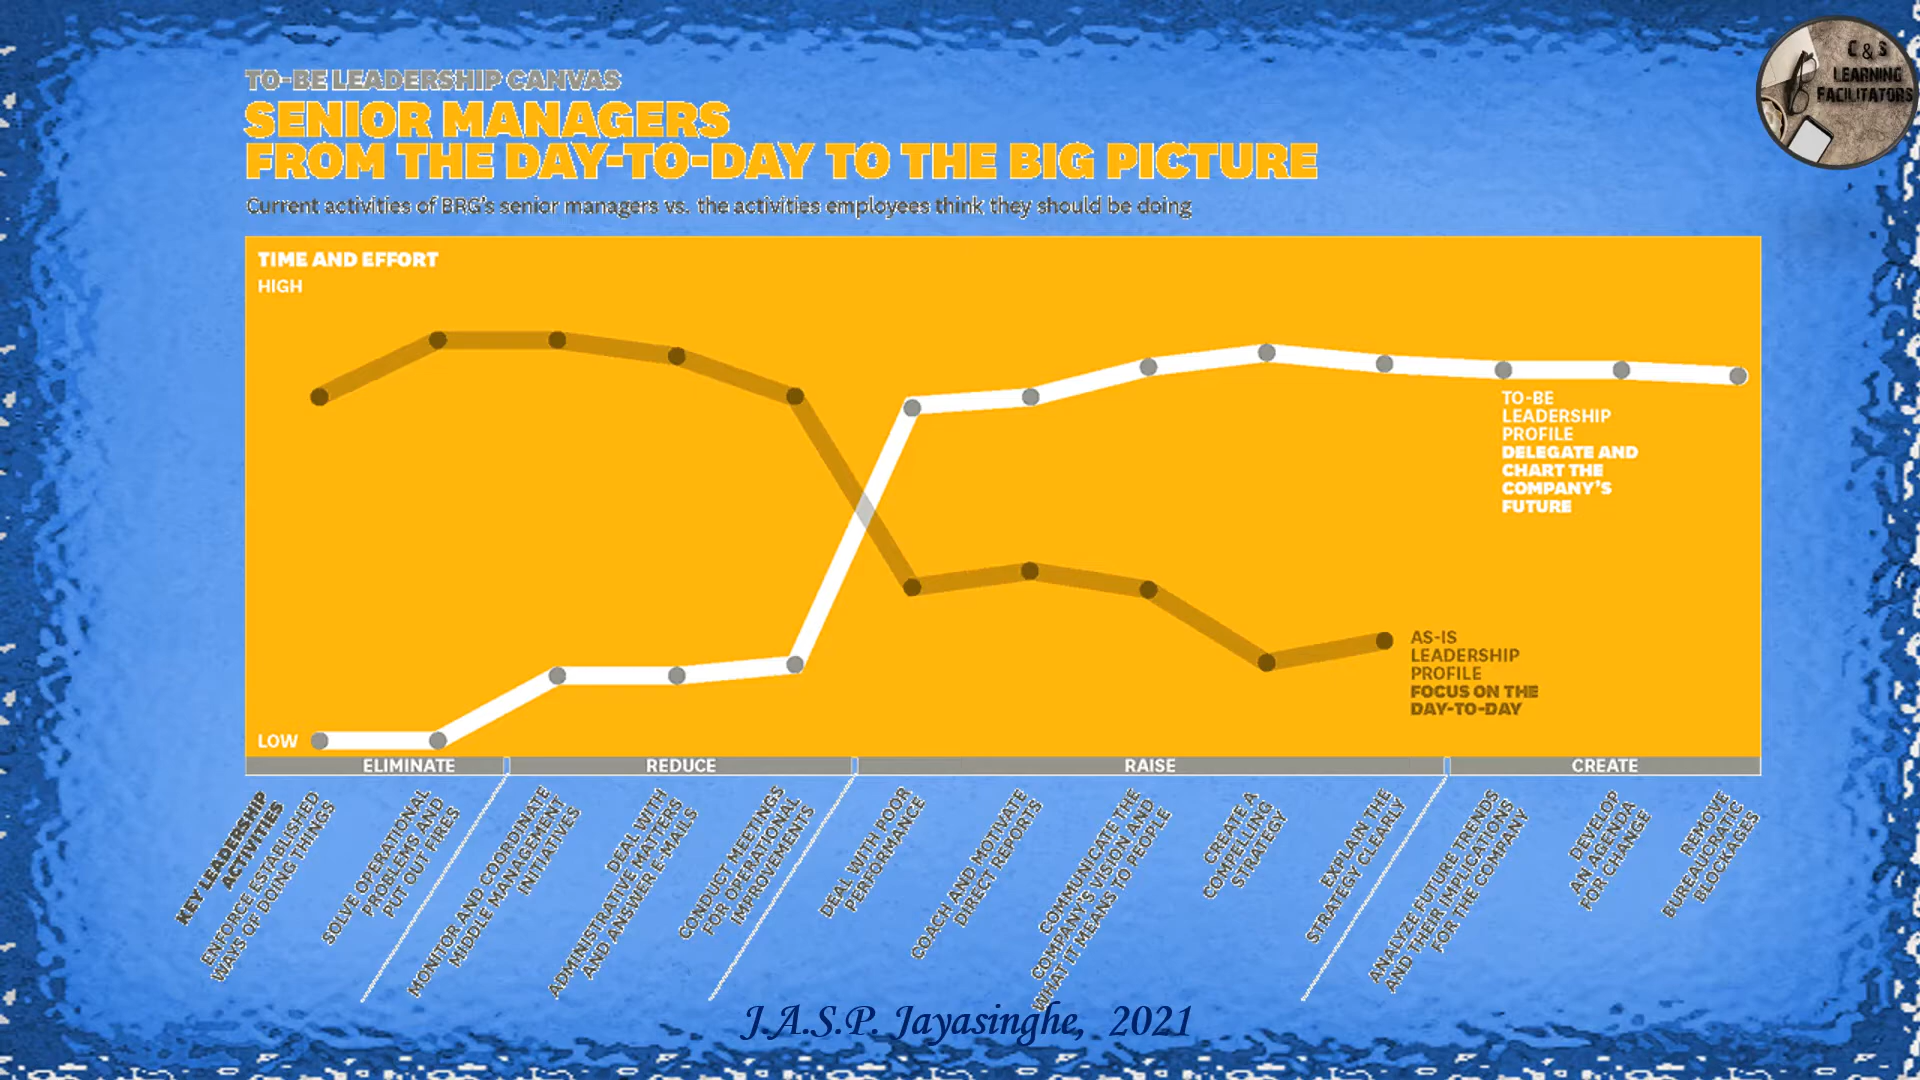 C & S
LEARNING
FACILITATORS
TO-BE LEADERSHIP CANVAS
SENIOR MANAGERS
FROM THE DAY-TO-DAY TO THE BIG PICTURE
Current activities of BRG's senior managers vs. the activities employees think they should be doing
TIME AND EFFORT
HIGH
TO-BE
LEADERSHIP
PROFILE
DELEGATE AND
CHART THE
COMPANY'S
FUTURE
AS-IS
LEADERSHIP
PROFILE
FOCUS ON THE
DAY-TO-DAY
LOW
ELIMINATE
REDUCE
RAISE
CREATE
KEY LEADERSHIP
ACTIVITIES
ENFORCE ESTABLISHED
WAYS OF DOING THINGS
SOLVE OPERATIONAL
PROBLEMS AND
PUT OUT FIRES
MONITOR AND COORDINATE
MIDDLE MANAGEMENT
INITIATIVES
DEAL WITH
ADMINISTRATIVE MATTERS
AND ANSWER E-MAILS
CONDUCT MEETINGS
FOR OPERATIONAL
IMPROVEMENTS
DEAL WITH POOR
PERFORMANCE
COACH AND MOTIVATE
DIRECT REPORTS
COMMUNICATE THE
COMPANY'S VISION AND
WHAT IT MEANS TO PEOPLE
CREATE A
COMPELLING
STRATEGY
EXPLAIN THE
STRATEGY CLEARLY
ANALYZE FUTURE TRENDS
AND THEIR IMPLICATIONS
FOR THE COMPANY
DEVELOP
AN AGENDA
FOR CHANGE
REMOVE
BUREAUCRATIC
BLOCKAGES
J.A.S.P. Jayasinghe, 2021